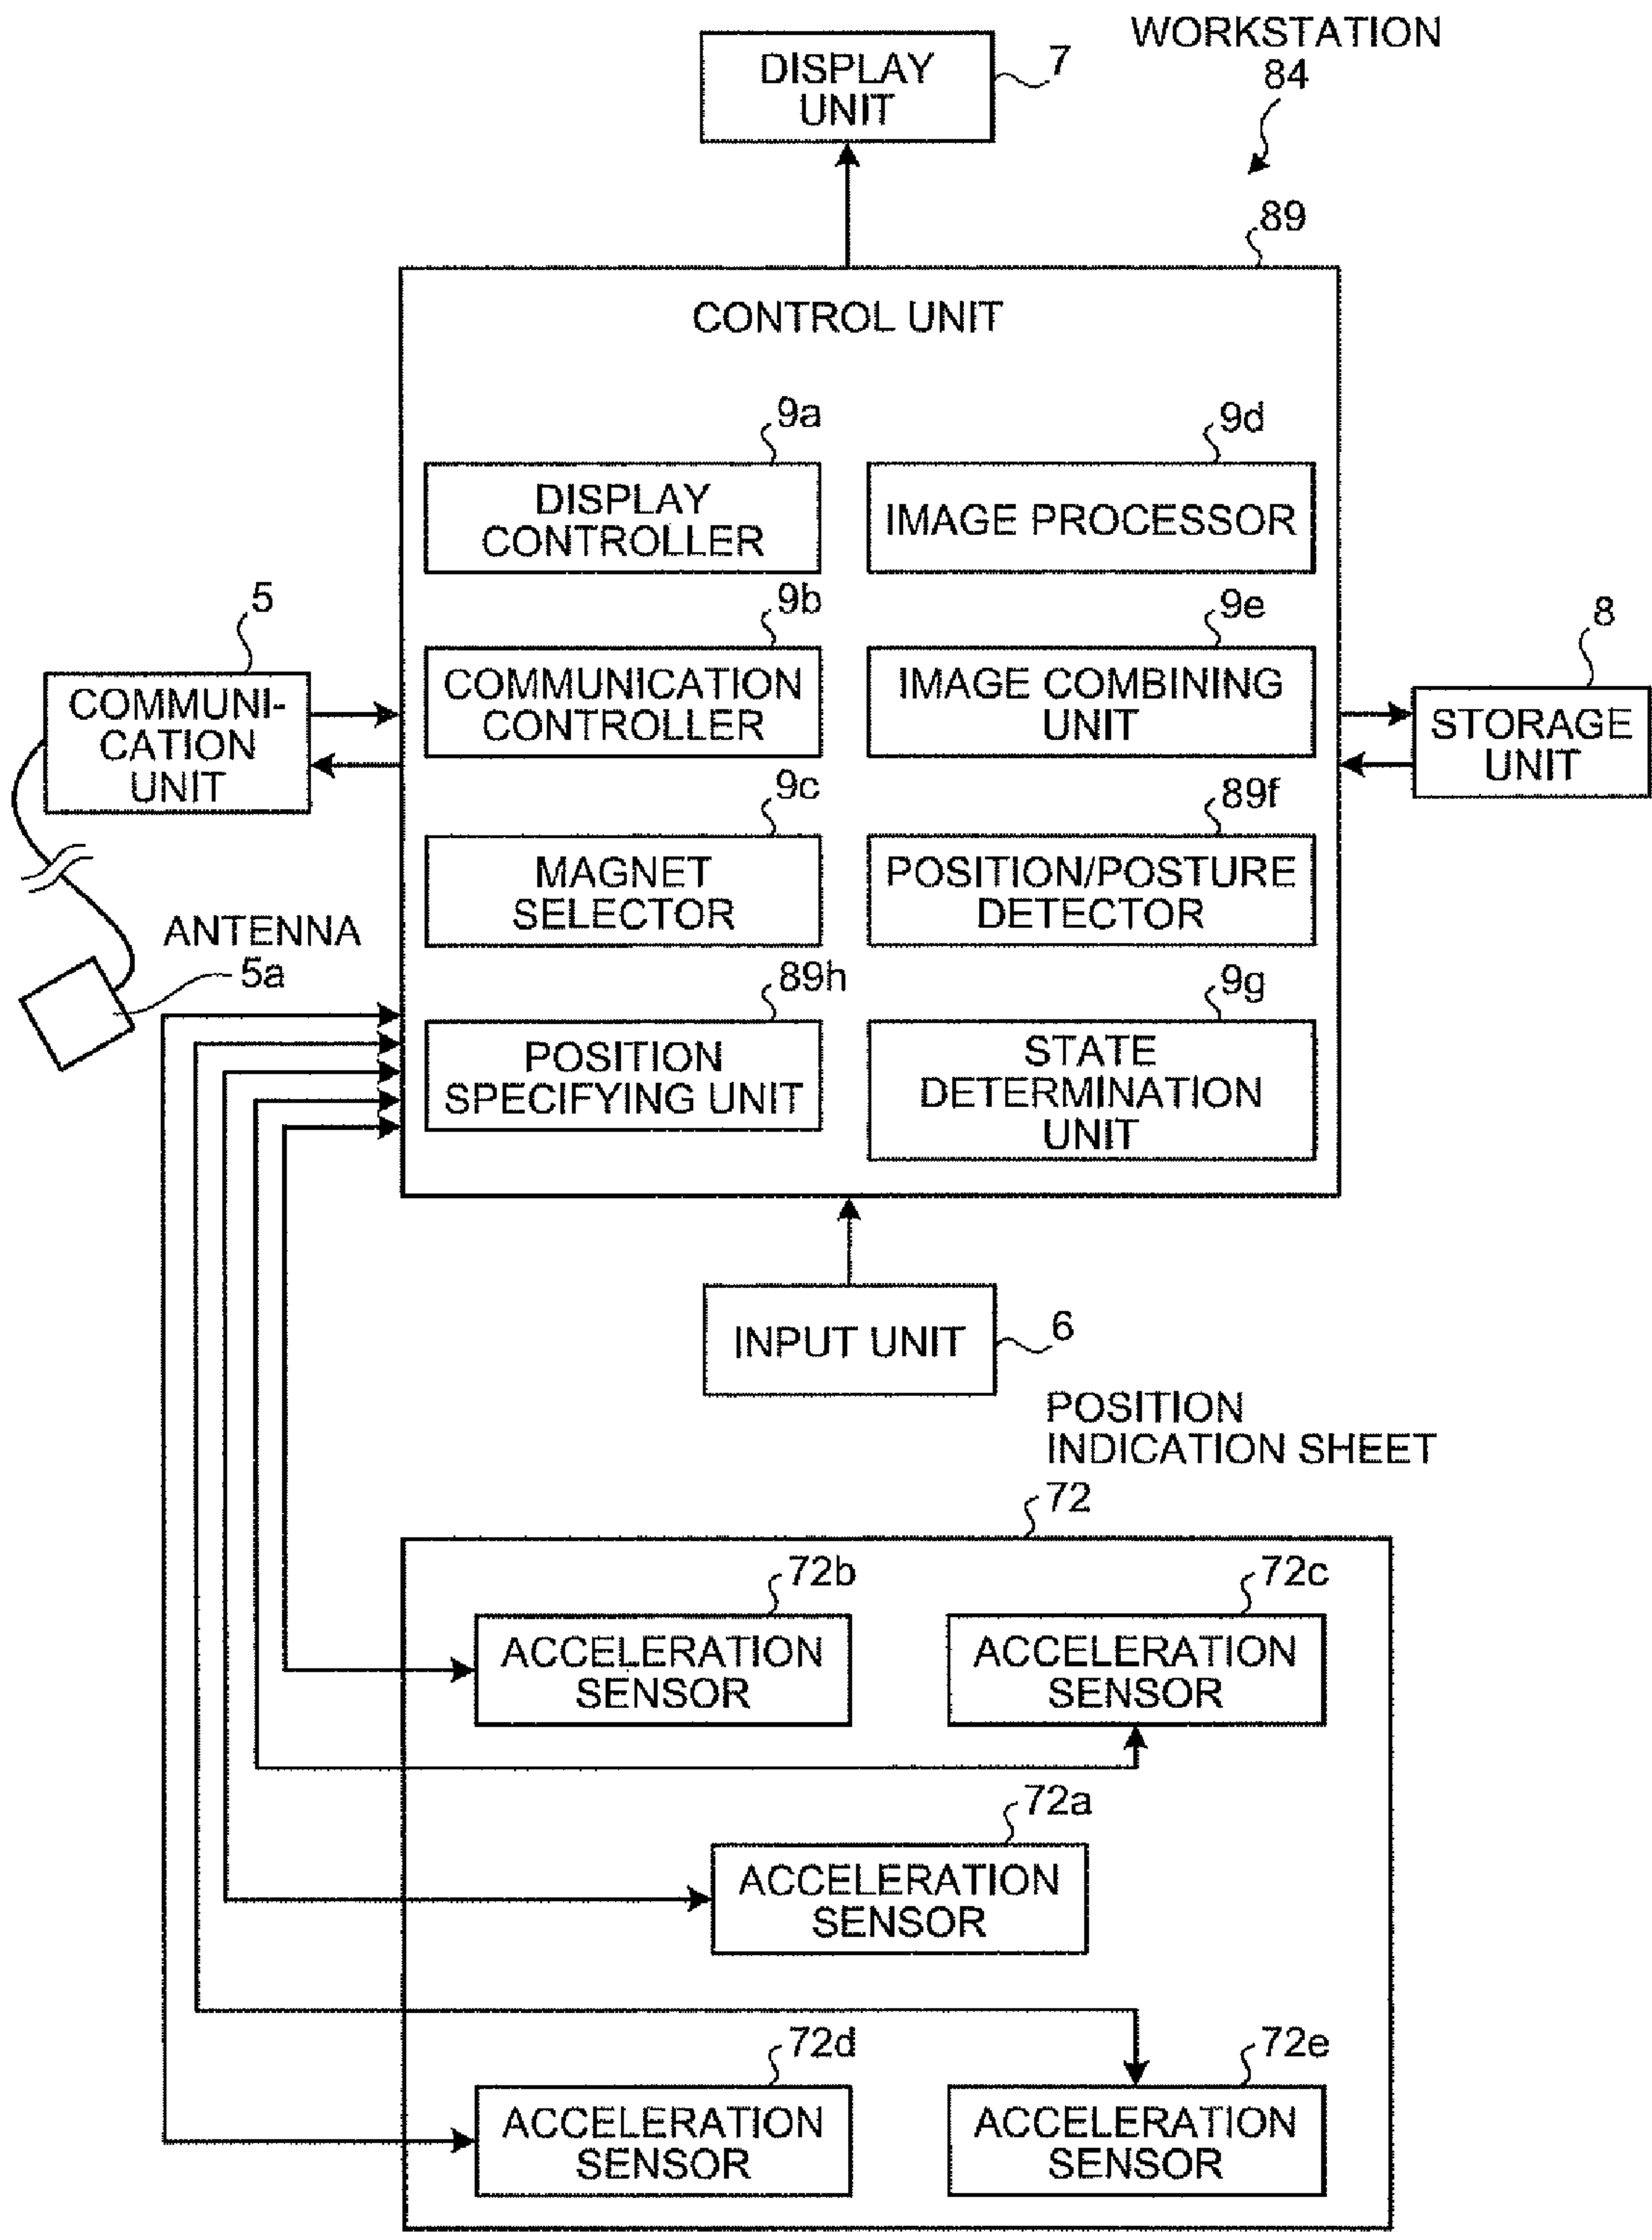 WORKSTATION
84
DISPLAY
UNIT
7
89
CONTROL UNIT
9a
DISPLAY
CONTROLLER
9d
IMAGE PROCESSOR
5
COMMUNI-
CATION
UNIT
9b
COMMUNICATION
CONTROLLER
9e
IMAGE COMBINING
UNIT
8
STORAGE
UNIT
9c
MAGNET
SELECTOR
89f
POSITION/POSTURE
DETECTOR
ANTENNA
5a
89h
POSITION
SPECIFYING UNIT
9g
STATE
DETERMINATION
UNIT
INPUT UNIT
6
POSITION
INDICATION SHEET
72
72b
ACCELERATION
SENSOR
72c
ACCELERATION
SENSOR
72a
ACCELERATION
SENSOR
72d
ACCELERATION
SENSOR
72e
ACCELERATION
SENSOR